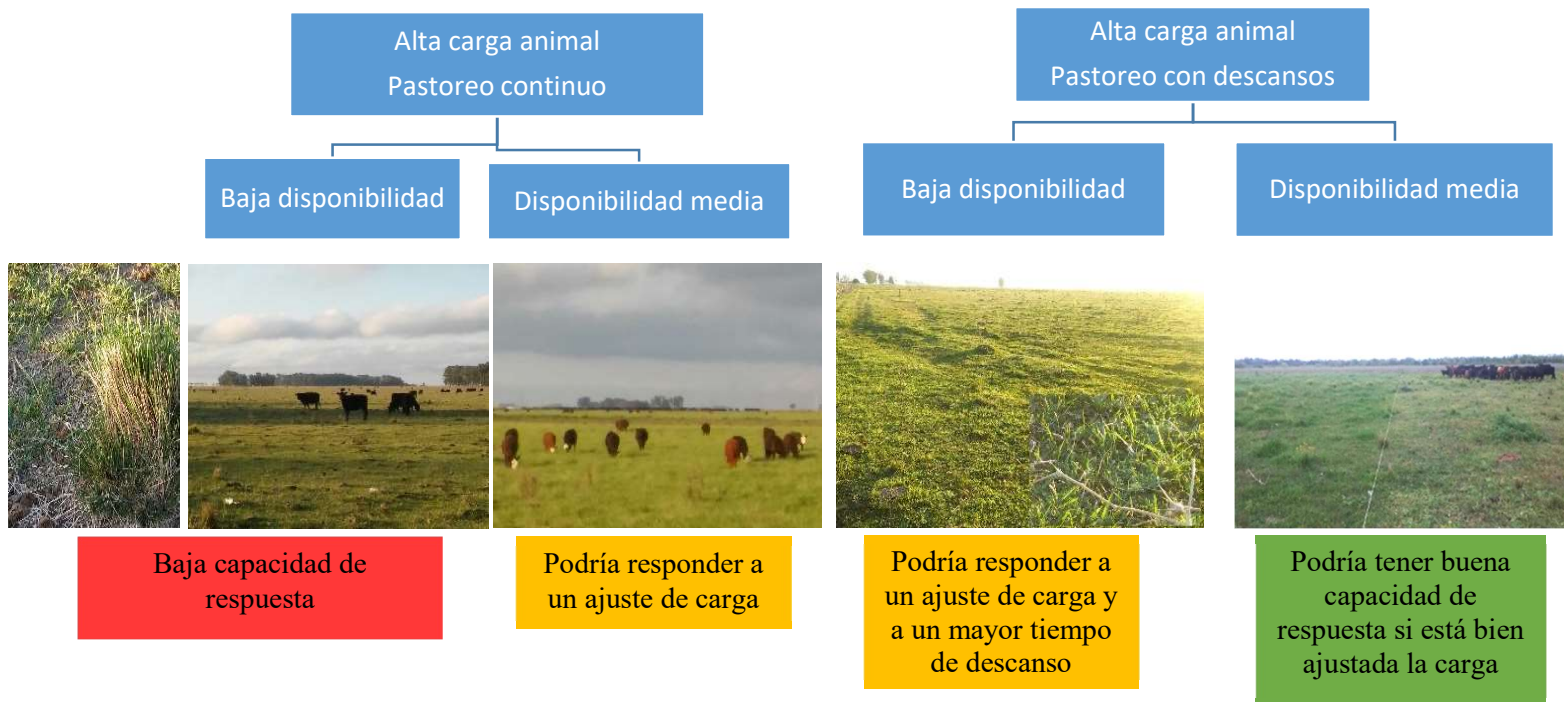 Alta carga animal
Pastoreo continuo
Baja disponibilidad
Disponibilidad media
Alta carga animal
Pastoreo con descansos
Baja disponibilidad
Disponibilidad media
Baja capacidad de
respuesta
Podría responder a
un ajuste de carga
Podría responder a
un ajuste de carga y
a un mayor tiempo
de descanso
Podría tener buena
capacidad de
respuesta si está bien
ajustada la carga